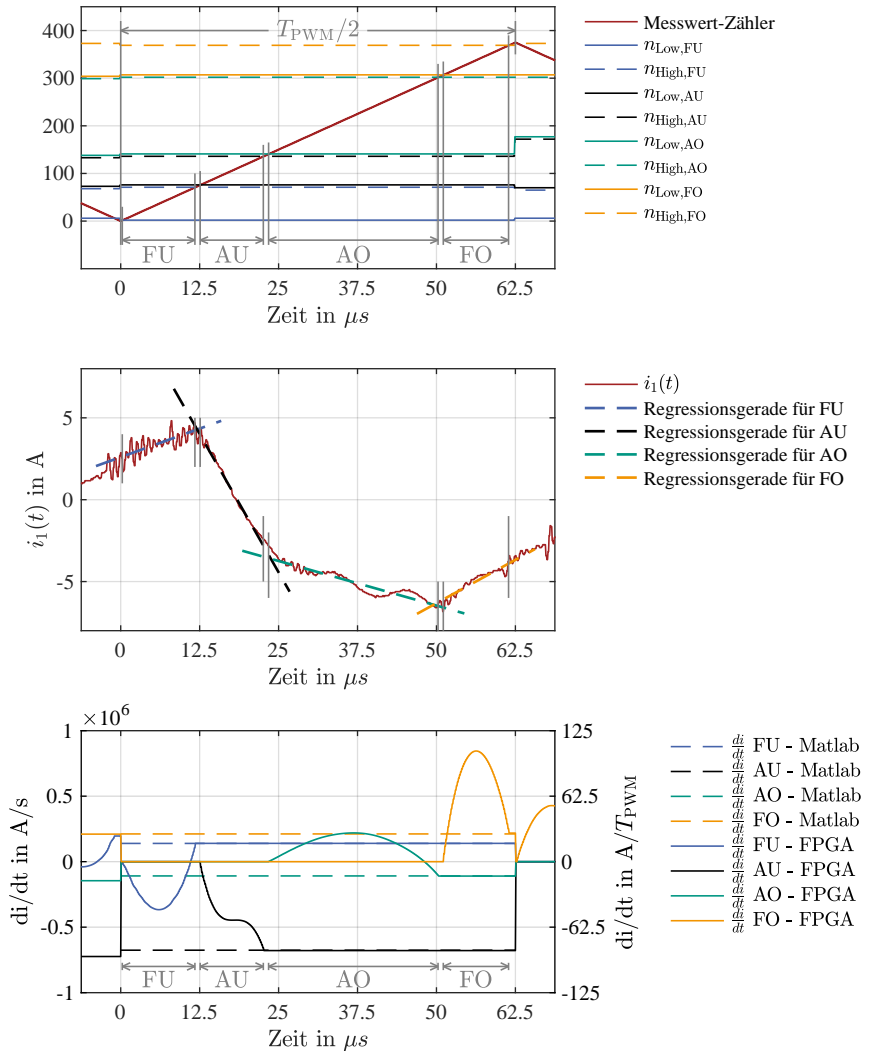 400
300
200
100
0
T_PWM/2
FU AU AO FO
0 12.5 25 37.5 50 62.5
Zeit in μs
Messwert-Zähler
n_Low,FU
n_High,FU
n_Low,AU
n_High,AU
n_Low,AO
n_High,AO
n_Low,FO
n_High,FO
i_1(t) in A
5
0
-5
0 12.5 25 37.5 50 62.5
Zeit in μs
i_1(t)
Regressionsgerade für FU
Regressionsgerade für AU
Regressionsgerade für AO
Regressionsgerade für FO
×10^6
di/dt in A/s
1
0.5
0
-0.5
-1
FU AU AO FO
0 12.5 25 37.5 50 62.5
Zeit in μs
125
62.5
0
-62.5
-125
di/dt in A/T_PWM
di/dt FU - Matlab
di/dt AU - Matlab
di/dt AO - Matlab
di/dt FO - Matlab
di/dt FU - FPGA
di/dt AU - FPGA
di/dt AO - FPGA
di/dt FO - FPGA